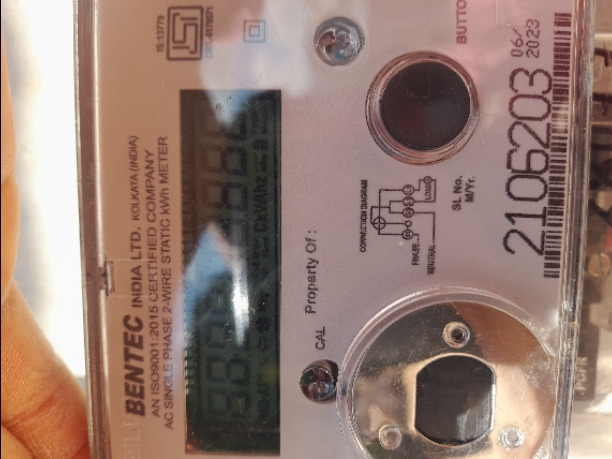 BENTEC INDIA LTD. KOLKATA (INDIA)
AN ISO9001:2015 CERTIFIED COMPANY
AC SINGLE PHASE 2-WIRE STATIC kWh METER
IS:13779
CAL
Property Of :
CONNECTION DIAGRAM
PHASE
NEUTRAL
LOAD
SL No.
M/Yr.
2106203
06/
2023
BUTTO